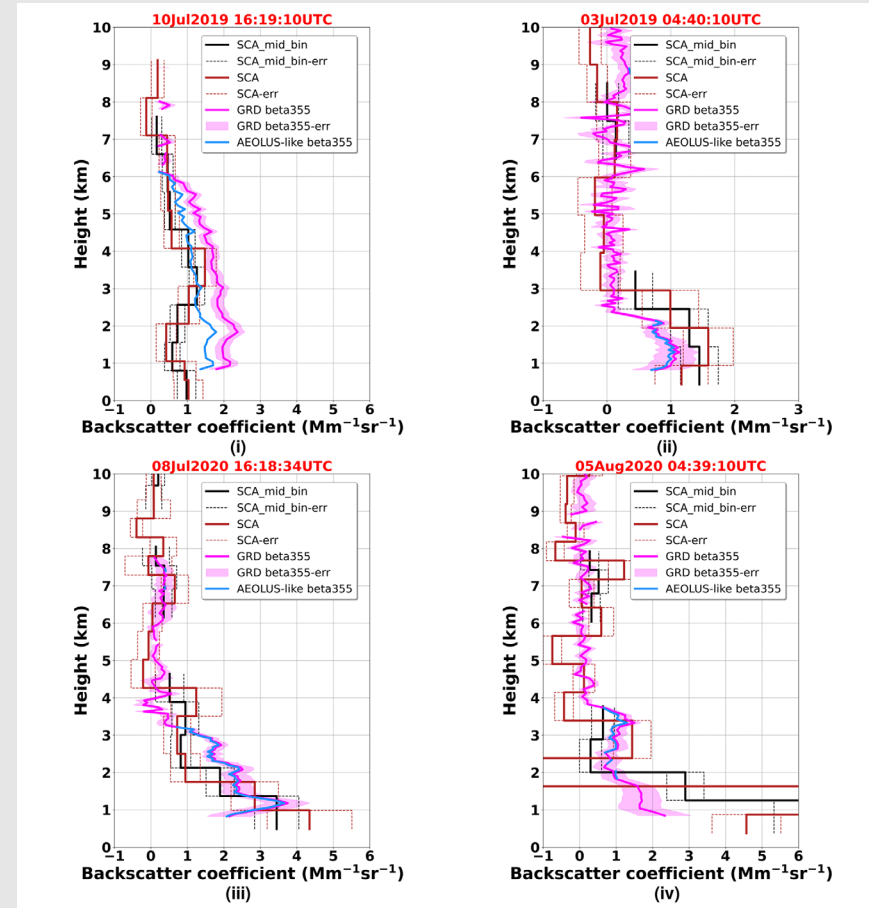 10Jul2019 16:19:10UTC
10
9
8
7
6
5
4
3
2
1
0
Height (km)
SCA_mid_bin
SCA_mid_bin-err
SCA
SCA-err
GRD beta355
GRD beta355-err
AEOLUS-like beta355
−1 0 1 2 3 4 5 6
Backscatter coefficient (Mm⁻¹sr⁻¹)
(i)
03Jul2019 04:40:10UTC
10
9
8
7
6
5
4
3
2
1
0
Height (km)
SCA_mid_bin
SCA_mid_bin-err
SCA
SCA-err
GRD beta355
GRD beta355-err
AEOLUS-like beta355
−1 0 1 2 3
Backscatter coefficient (Mm⁻¹sr⁻¹)
(ii)
08Jul2020 16:18:34UTC
10
9
8
7
6
5
4
3
2
1
0
Height (km)
SCA_mid_bin
SCA_mid_bin-err
SCA
SCA-err
GRD beta355
GRD beta355-err
AEOLUS-like beta355
−1 0 1 2 3 4 5 6
Backscatter coefficient (Mm⁻¹sr⁻¹)
(iii)
05Aug2020 04:39:10UTC
10
9
8
7
6
5
4
3
2
1
0
Height (km)
SCA_mid_bin
SCA_mid_bin-err
SCA
SCA-err
GRD beta355
GRD beta355-err
AEOLUS-like beta355
−1 0 1 2 3 4 5 6
Backscatter coefficient (Mm⁻¹sr⁻¹)
(iv)